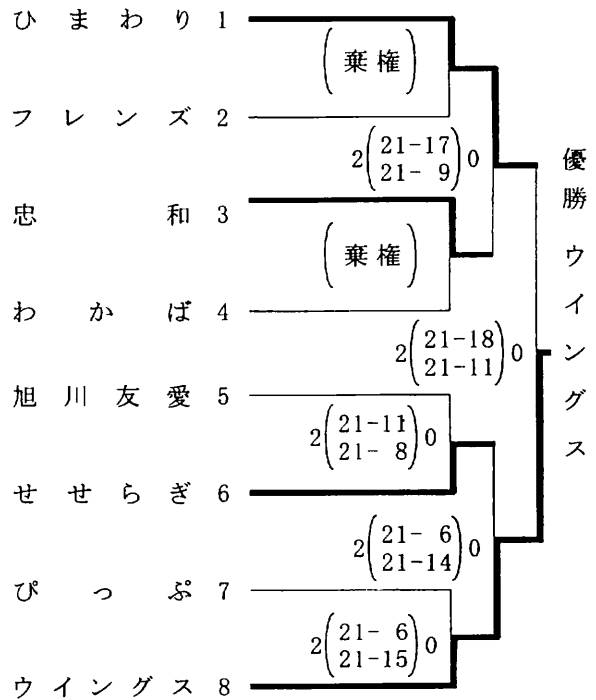 ひまわり 1
(棄権)
フレンズ 2
2(21-17 21- 9)0
忠和 3
(棄権)
わかば 4
2(21-18 21-11)0
旭川友愛 5
2(21-11 21- 8)0
せせらぎ 6
2(21- 6 21-14)0
ぴっぷ 7
2(21- 6 21-15)0
ウイングス 8
優勝 ウイングス